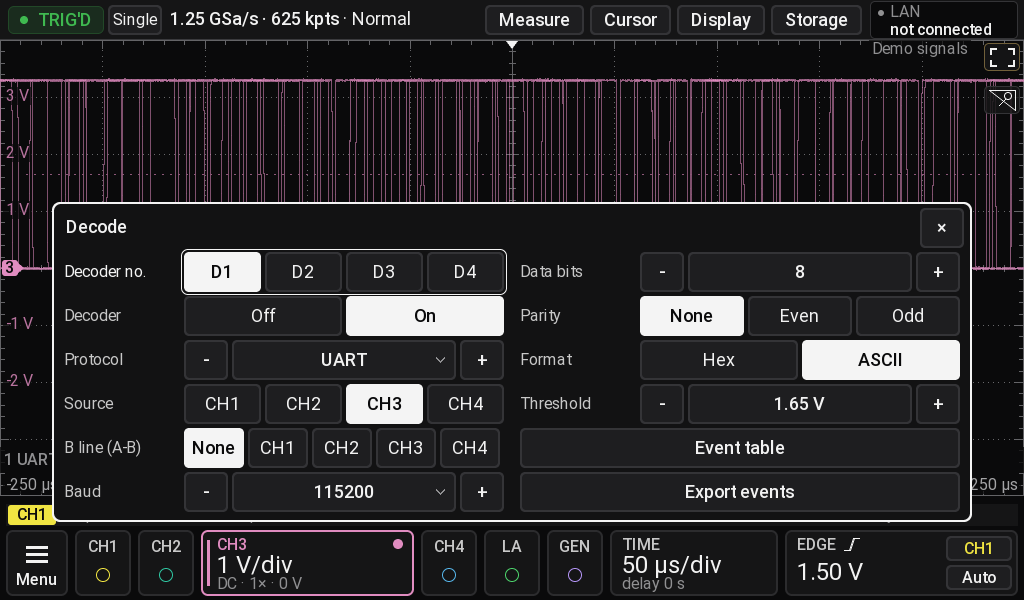 TRIG'D
Single
1.25 GSa/s · 625 kpts · Normal
Measure
Cursor
Display
Storage
LAN
not connected
Demo signals
3 V
2 V
1 V
3
-1 V
-2 V
1 UART
-250 µs
250 µs
Decode
×
Decoder no.
D1
D2
D3
D4
Data bits
-
8
+
Decoder
Off
On
Parity
None
Even
Odd
Protocol
-
UART
+
Format
Hex
ASCII
Source
CH1
CH2
CH3
CH4
Threshold
-
1.65 V
+
B line (A-B)
None
CH1
CH2
CH3
CH4
Event table
Baud
-
115200
+
Export events
CH1
Menu
CH1
CH2
CH3
1 V/div
DC · 1× · 0 V
CH4
LA
GEN
TIME
50 µs/div
delay 0 s
EDGE
1.50 V
CH1
Auto